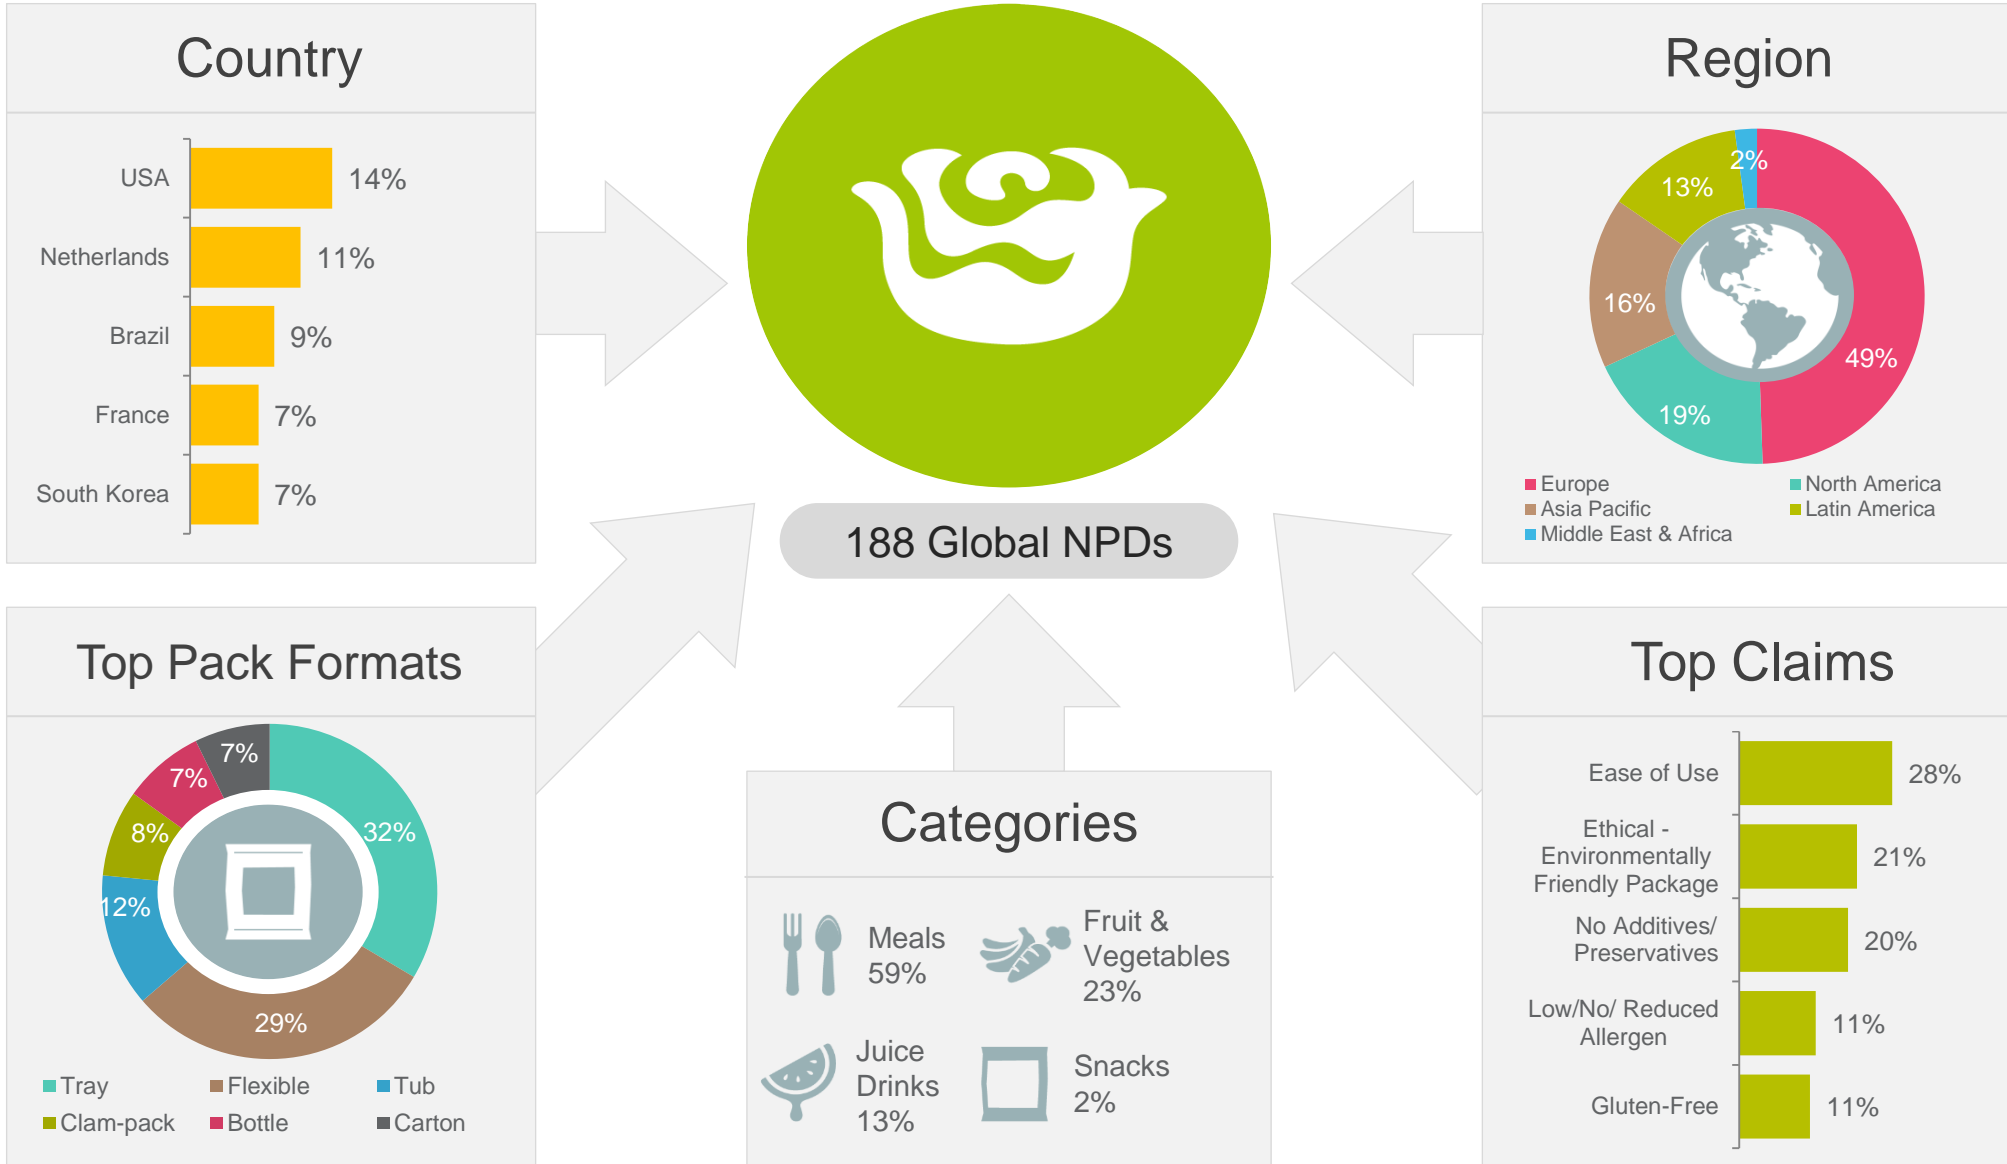 Country
USA
14%
Netherlands
11%
Brazil
9%
France
7%
South Korea
7%
188 Global NPDs
Region
2%
13%
16%
49%
19%
Europe
North America
Asia Pacific
Latin America
Middle East & Africa
Top Pack Formats
7%
7%
32%
8%
12%
29%
Tray
Flexible
Tub
Clam-pack
Bottle
Carton
Categories
Meals
59%
Fruit &
Vegetables
23%
Juice
Drinks
13%
Snacks
2%
Top Claims
Ease of Use
28%
Ethical -
Environmentally
Friendly Package
21%
No Additives/
Preservatives
20%
Low/No/ Reduced
Allergen
11%
Gluten-Free
11%